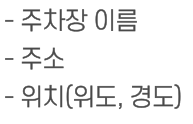 - 주차장 이름
- 주소
- 위치(위도, 경도)